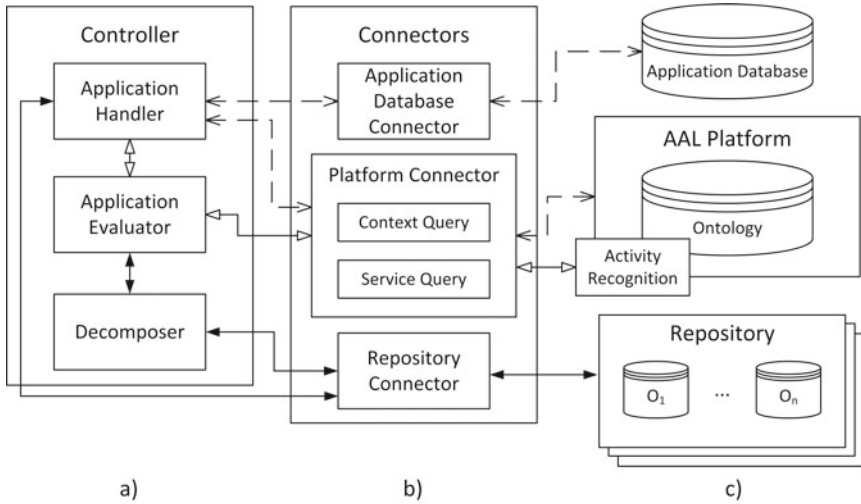 Controller
Application
Handler
Application
Evaluator
Decomposer
Connectors
Application
Database
Connector
Platform Connector
Context Query
Service Query
Repository
Connector
Application Database
AAL Platform
Ontology
Activity
Recognition
Repository
O₁ ... Oₙ
a) b) c)